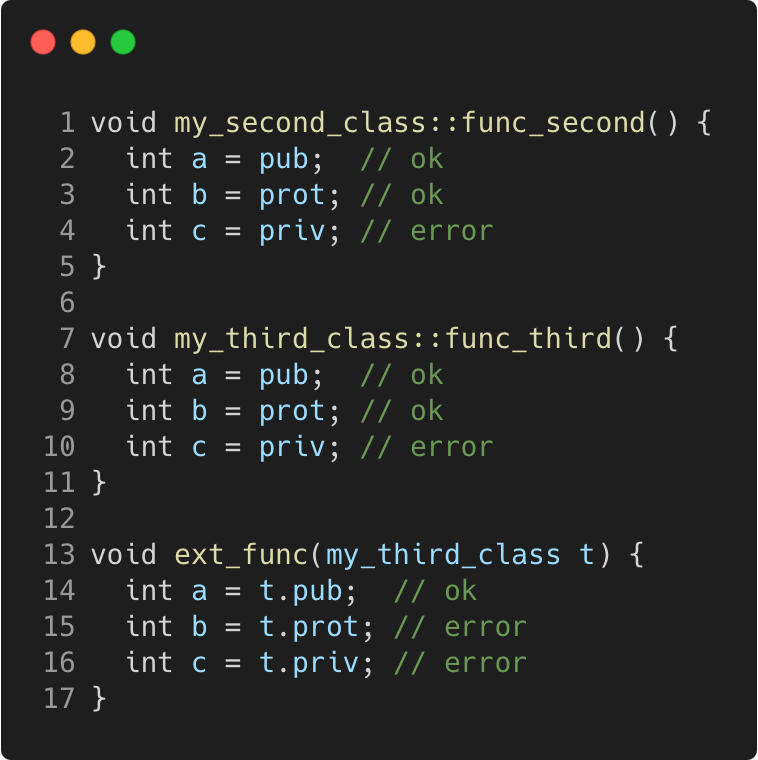 1 void my_second_class::func_second() {
2   int a = pub;  // ok
3   int b = prot; // ok
4   int c = priv; // error
5 }
6
7 void my_third_class::func_third() {
8   int a = pub;  // ok
9   int b = prot; // ok
10   int c = priv; // error
11 }
12
13 void ext_func(my_third_class t) {
14   int a = t.pub;  // ok
15   int b = t.prot; // error
16   int c = t.priv; // error
17 }